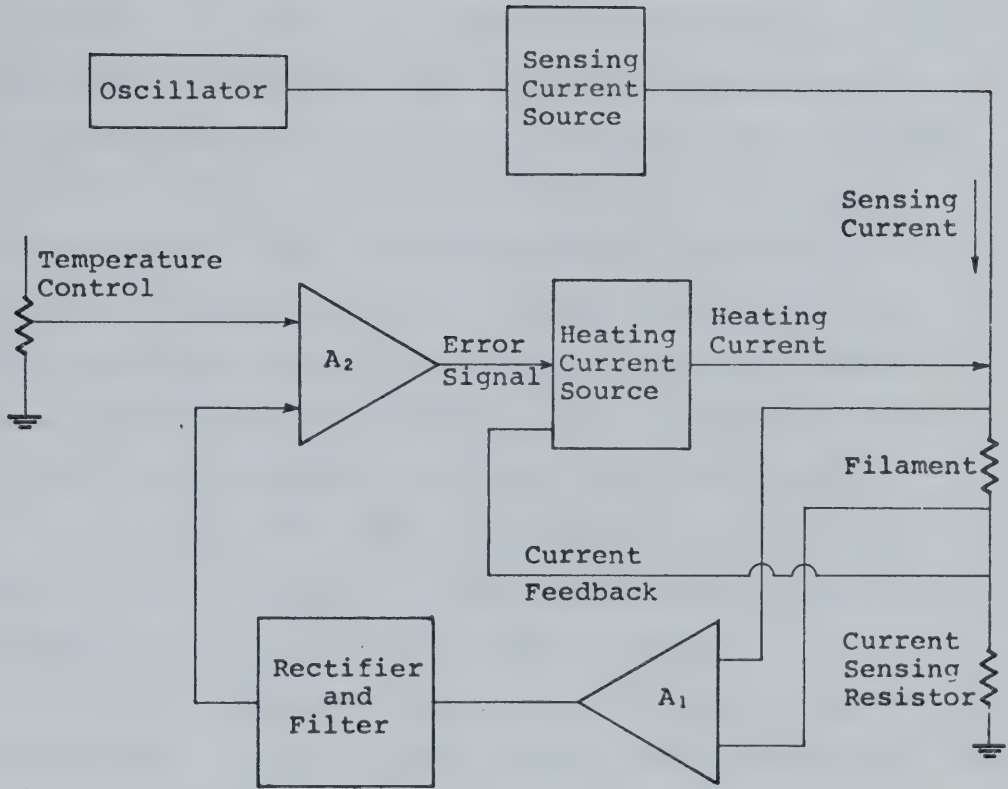 Oscillator
Sensing
Current
Source
Sensing
Current
Temperature
Control
A₂
Error
Signal
Heating
Current
Source
Heating
Current
Filament
Current
Feedback
Rectifier
and
Filter
A₁
Current
Sensing
Resistor